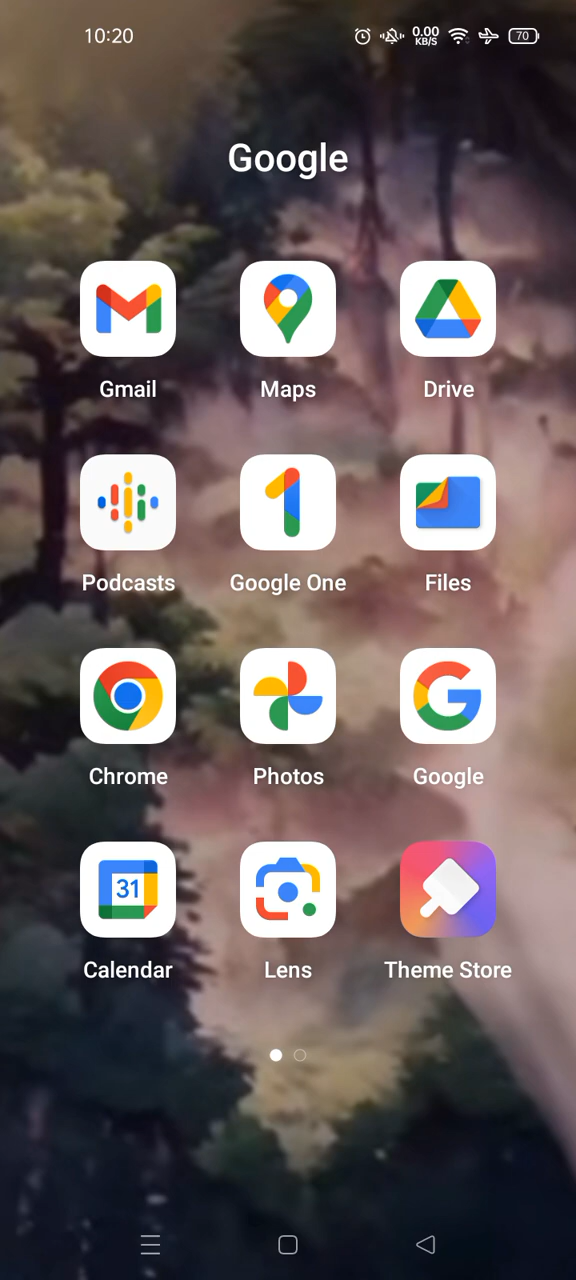 10:20
0.00
KB/S
70
Google
Gmail
Maps
Drive
Podcasts
Google One
Files
Chrome
Photos
Google
31
Calendar
Lens
Theme Store